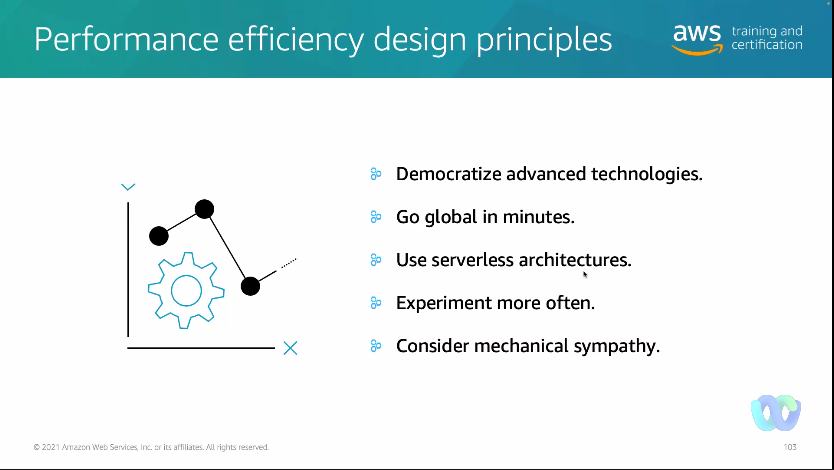 Performance efficiency design principles
aws training and
certification
Democratize advanced technologies.
Go global in minutes.
Use serverless architectures.
Experiment more often.
Consider mechanical sympathy.
© 2021 Amazon Web Services, Inc. or its affiliates. All rights reserved.
103